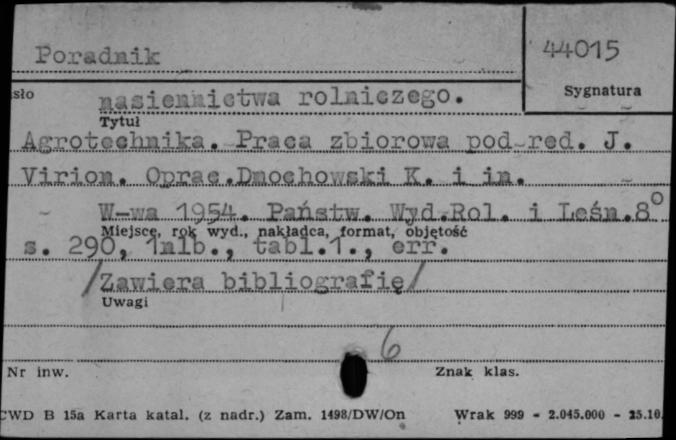 Poradnik
44015
sło
Sygnatura
nasiennictwa rolniczego.
Tytuł
Agrotechnika. Praca zbiorowa pod red. J.
Virion. Oprac.Dmochowski K. i in.
W-wa 1954. Państw. Wyd.Rol. i Leśn.8°
Miejsce, rok wyd., nakładca, format, objętość
s. 290, 1nlb., tabl.1., err.
/Zawiera bibliografię/
Uwagi
6
Nr inw.
Znak klas.
CWD B 15a Karta katal. (z nadr.) Zam. 1498/DW/On Wrak 999 - 2.045.000 - 25.10